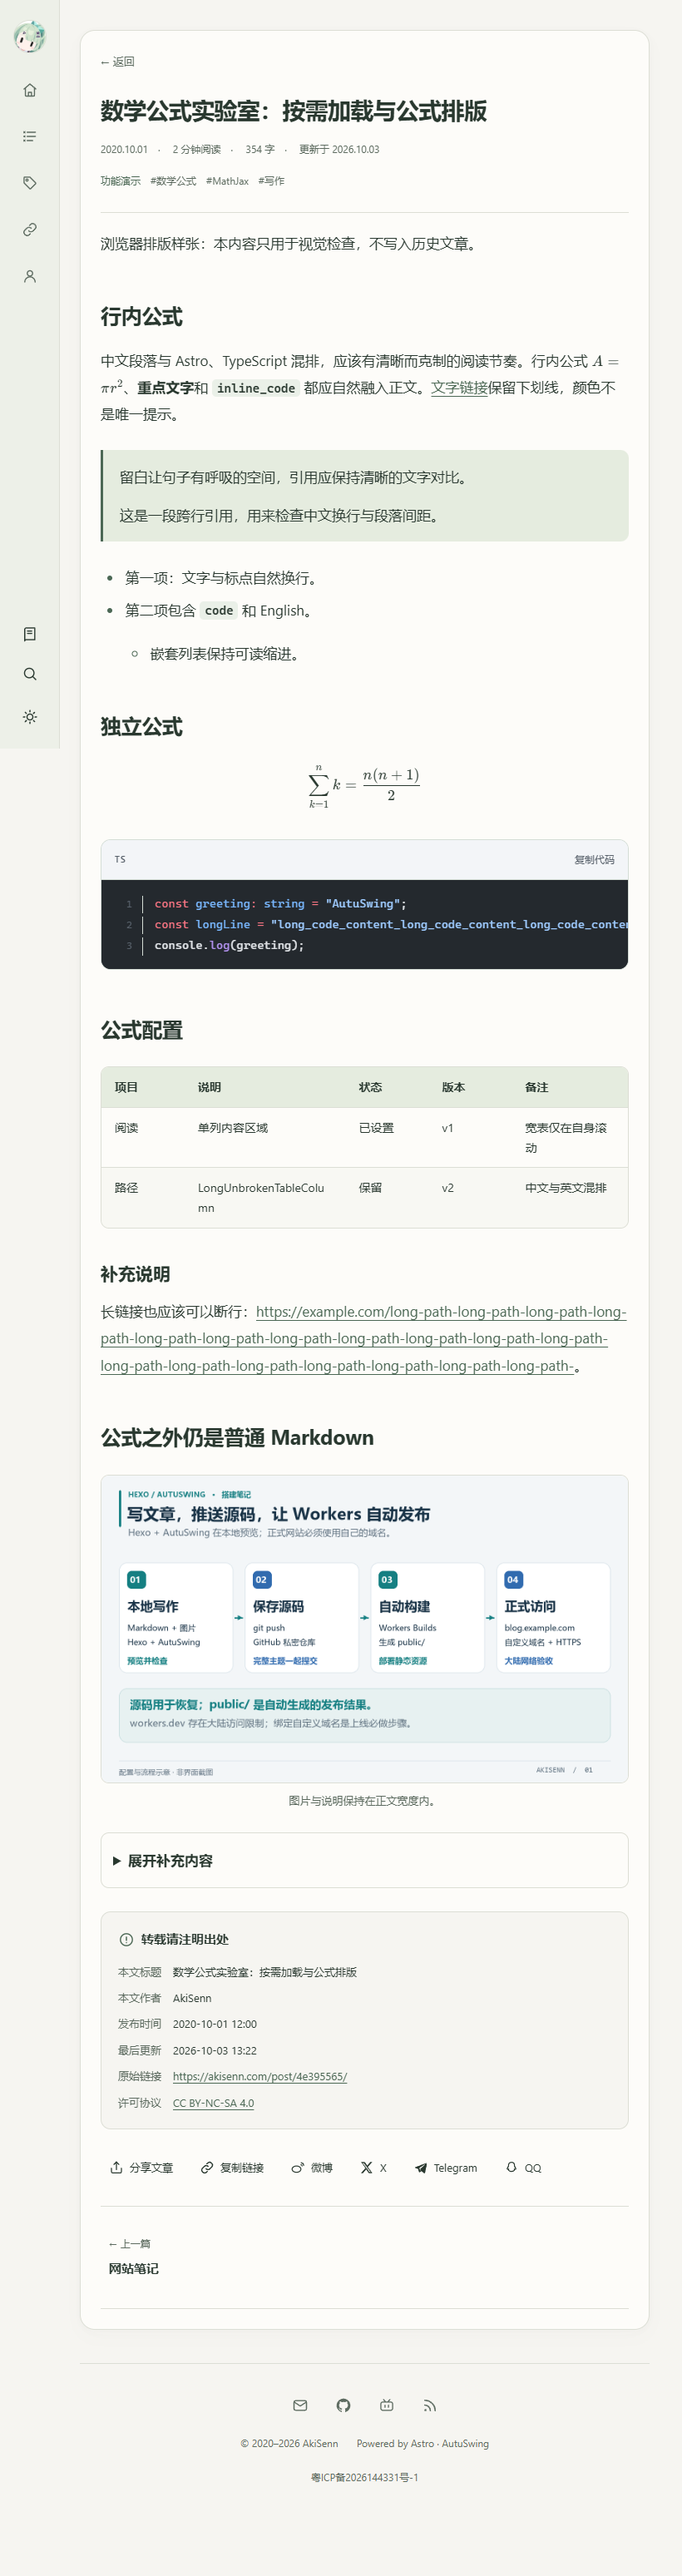 ← 返回
数学公式实验室：按需加载与公式排版
2020.10.01 · 2 分钟阅读 · 354 字 · 更新于 2026.10.03
功能演示 #数学公式 #MathJax #写作
浏览器排版样张：本内容只用于视觉检查，不写入历史文章。
行内公式
中文段落与 Astro、TypeScript 混排，应该有清晰而克制的阅读节奏。行内公式 A =
πr²、重点文字和 inline_code 都应自然融入正文。文字链接保留下划线，颜色不
是唯一提示。
留白让句子有呼吸的空间，引用应保持清晰的文字对比。
这是一段跨行引用，用来检查中文换行与段落间距。
第一项：文字与标点自然换行。
第二项包含 code 和 English。
嵌套列表保持可读缩进。
独立公式
n
∑ k = n(n + 1)
k=1 2
TS 复制代码
1 const greeting: string = "AutuSwing";
2 const longLine = "long_code_content_long_code_content_long_code_conten
3 console.log(greeting);
公式配置
项目 说明 状态 版本 备注
阅读 单列内容区域 已设置 v1 宽表仅在自身滚
动
路径 LongUnbrokenTableColu 保留 v2 中文与英文混排
mn
补充说明
长链接也应该可以断行：https://example.com/long-path-long-path-long-path-long-
path-long-path-long-path-long-path-long-path-long-path-long-path-long-path-
long-path-long-path-long-path-long-path-long-path-long-path-long-path-。
公式之外仍是普通 Markdown
HEXO / AUTUSWING • 搭建笔记
写文章，推送源码，让 Workers 自动发布
Hexo + AutuSwing 在本地预览；正式网站必须使用自己的域名。
01 02 03 04
本地写作 保存源码 自动构建 正式访问
Markdown + 图片 git push Workers Builds blog.example.com
Hexo + AutuSwing GitHub 私密仓库 生成 public/ 自定义域名 + HTTPS
预览并检查 完整主题一起提交 部署静态资源 大陆网络验收
源码用于恢复；public/ 是自动生成的发布结果。
workers.dev 存在大陆访问限制；绑定自定义域名是上线必做步骤。
配置与流程示意 · 非界面截图 AKISENN / 01
图片与说明保持在正文宽度内。
展开补充内容
转载请注明出处
本文标题 数学公式实验室：按需加载与公式排版
本文作者 AkiSenn
发布时间 2020-10-01 12:00
最后更新 2026-10-03 13:22
原始链接 https://akisenn.com/post/4e395565/
许可协议 CC BY-NC-SA 4.0
分享文章 复制链接 微博 X Telegram QQ
← 上一篇
网站笔记
© 2020–2026 AkiSenn Powered by Astro · AutuSwing
粤ICP备2026144331号-1